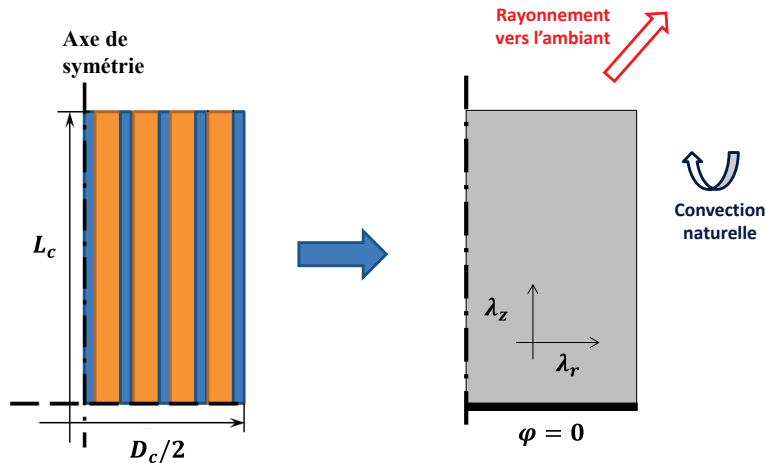 Axe de
symétrie
L_c
D_c/2
Rayonnement
vers l'ambiant
Convection
naturelle
λ_z
λ_r
φ = 0